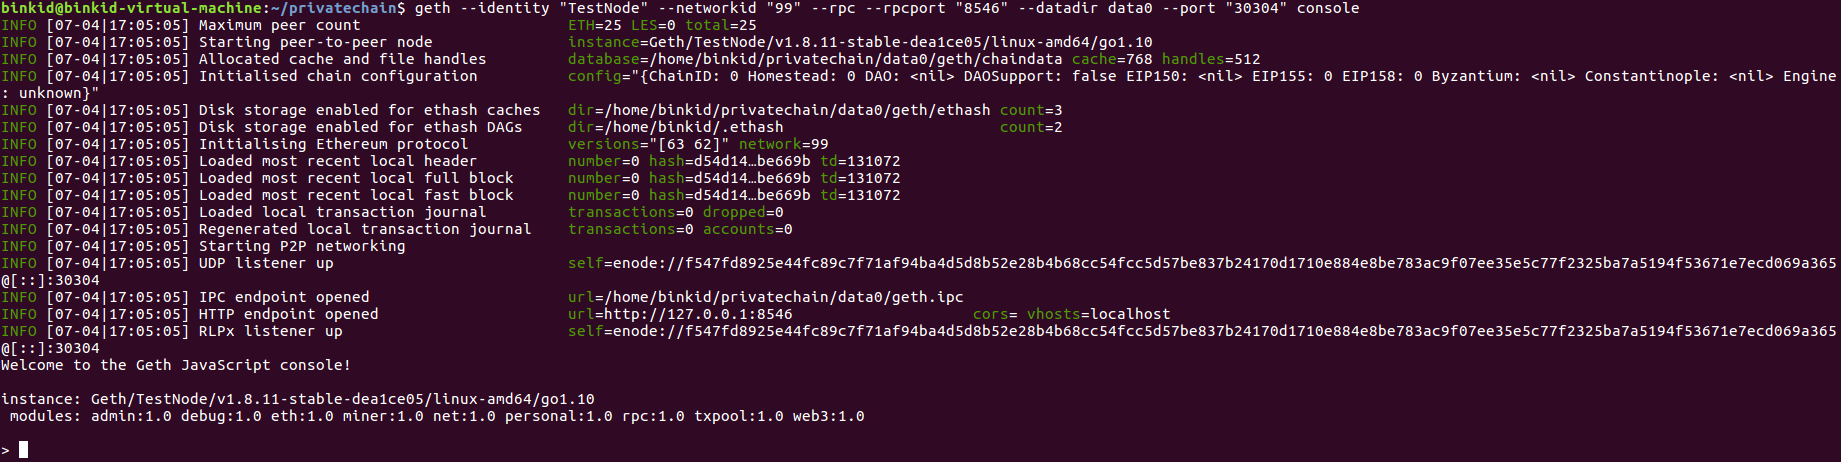 binkid@binkid-virtual-machine:~/privatechain$ geth --identity "TestNode" --networkid "99" --rpc --rpcport "8546" --datadir data0 --port "30304" console
INFO [07-04|17:05:05] Maximum peer count                       ETH=25 LES=0 total=25
INFO [07-04|17:05:05] Starting peer-to-peer node               instance=Geth/TestNode/v1.8.11-stable-dea1ce05/linux-amd64/go1.10
INFO [07-04|17:05:05] Allocated cache and file handles         database=/home/binkid/privatechain/data0/geth/chaindata cache=768 handles=512
INFO [07-04|17:05:05] Initialised chain configuration          config="{ChainID: 0 Homestead: 0 DAO: <nil> DAOSupport: false EIP150: <nil> EIP155: 0 EIP158: 0 Byzantium: <nil> Constantinople: <nil> Engine
: unknown}"
INFO [07-04|17:05:05] Disk storage enabled for ethash caches   dir=/home/binkid/privatechain/data0/geth/ethash count=3
INFO [07-04|17:05:05] Disk storage enabled for ethash DAGs     dir=/home/binkid/.ethash                        count=2
INFO [07-04|17:05:05] Initialising Ethereum protocol           versions="[63 62]" network=99
INFO [07-04|17:05:05] Loaded most recent local header          number=0 hash=d54d14…be669b td=131072
INFO [07-04|17:05:05] Loaded most recent local full block      number=0 hash=d54d14…be669b td=131072
INFO [07-04|17:05:05] Loaded most recent local fast block      number=0 hash=d54d14…be669b td=131072
INFO [07-04|17:05:05] Loaded local transaction journal         transactions=0 dropped=0
INFO [07-04|17:05:05] Regenerated local transaction journal    transactions=0 accounts=0
INFO [07-04|17:05:05] Starting P2P networking
INFO [07-04|17:05:05] UDP listener up                          self=enode://f547fd8925e44fc89c7f71af94ba4d5d8b52e28b4b68cc54fcc5d57be837b24170d1710e884e8be783ac9f07ee35e5c77f2325ba7a5194f53671e7ecd069a365
@[::]:30304
INFO [07-04|17:05:05] IPC endpoint opened                      url=/home/binkid/privatechain/data0/geth.ipc
INFO [07-04|17:05:05] HTTP endpoint opened                     url=http://127.0.0.1:8546                    cors= vhosts=localhost
INFO [07-04|17:05:05] RLPx listener up                         self=enode://f547fd8925e44fc89c7f71af94ba4d5d8b52e28b4b68cc54fcc5d57be837b24170d1710e884e8be783ac9f07ee35e5c77f2325ba7a5194f53671e7ecd069a365
@[::]:30304
Welcome to the Geth JavaScript console!

instance: Geth/TestNode/v1.8.11-stable-dea1ce05/linux-amd64/go1.10
 modules: admin:1.0 debug:1.0 eth:1.0 miner:1.0 net:1.0 personal:1.0 rpc:1.0 txpool:1.0 web3:1.0

>